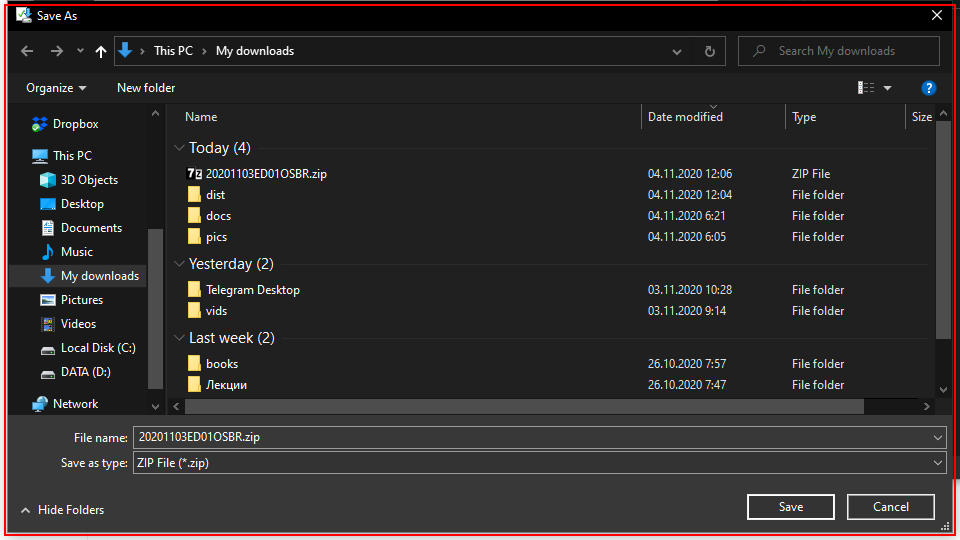 Save As
This PC > My downloads
Search My downloads
Organize
New folder
?
Name
Date modified
Type
Size
Dropbox
This PC
3D Objects
Desktop
Documents
Music
My downloads
Pictures
Videos
Local Disk (C:)
DATA (D:)
Network
Today (4)
7z 20201103ED01OSBR.zip 04.11.2020 12:06 ZIP File
dist 04.11.2020 12:04 File folder
docs 04.11.2020 6:21 File folder
pics 04.11.2020 6:05 File folder
Yesterday (2)
Telegram Desktop 03.11.2020 10:28 File folder
vids 03.11.2020 9:14 File folder
Last week (2)
books 26.10.2020 7:57 File folder
Лекции 26.10.2020 7:47 File folder
File name: 20201103ED01OSBR.zip
Save as type: ZIP File (*.zip)
Hide Folders
Save
Cancel